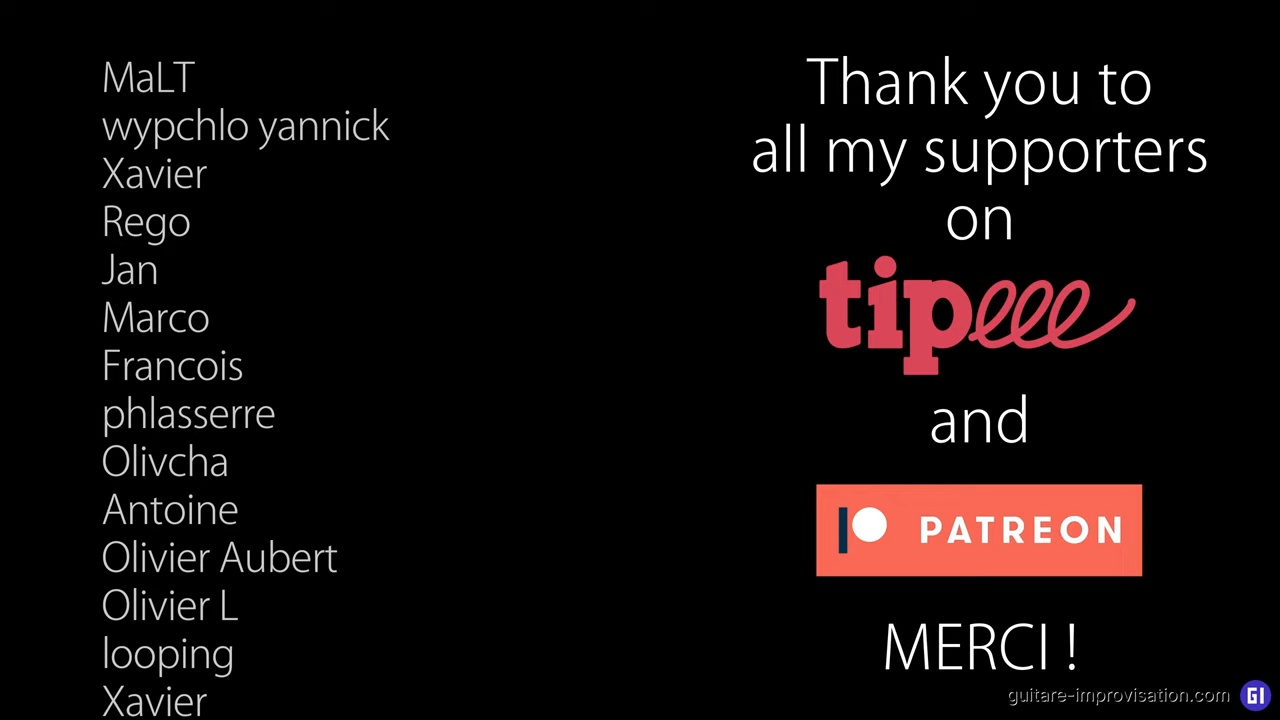 MaLT
wypchlo yannick
Xavier
Rego
Jan
Marco
Francois
phlasserre
Olivcha
Antoine
Olivier Aubert
Olivier L
looping
Xavier
Thank you to
all my supporters
on
tipeee
and
PATREON
MERCI !
guitare-improvisation.com
GI